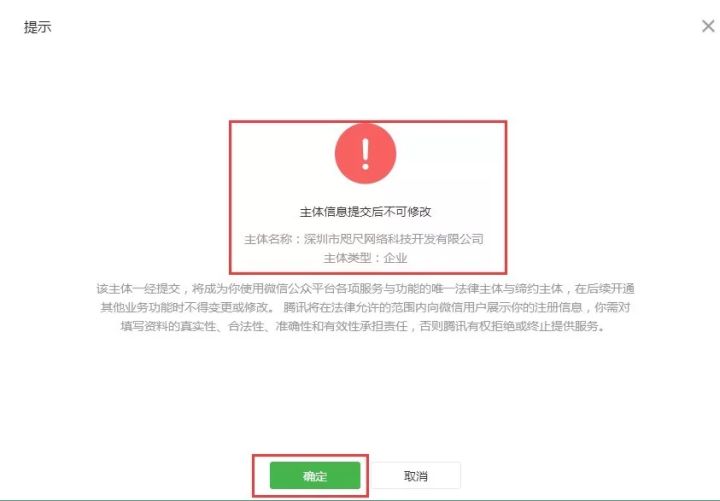 提示
主体信息提交后不可修改
主体名称：深圳市咫尺网络科技开发有限公司
主体类型：企业
该主体一经提交，将成为你使用微信公众平台各项服务与功能的唯一法律主体与缔约主体，在后续开通
其他业务功能时不得变更或修改。 腾讯将在法律允许的范围内向微信用户展示你的注册信息，你需对
填写资料的真实性、合法性、准确性和有效性承担责任，否则腾讯有权拒绝或终止提供服务。
确定
取消